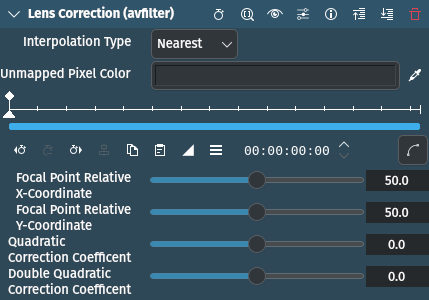 Lens Correction (avfilter)
Interpolation Type
Nearest
Unmapped Pixel Color
00:00:00:00
Focal Point Relative
X-Coordinate
50.0
Focal Point Relative
Y-Coordinate
50.0
Quadratic
Correction Coefficent
0.0
Double Quadratic
Correction Coefficent
0.0